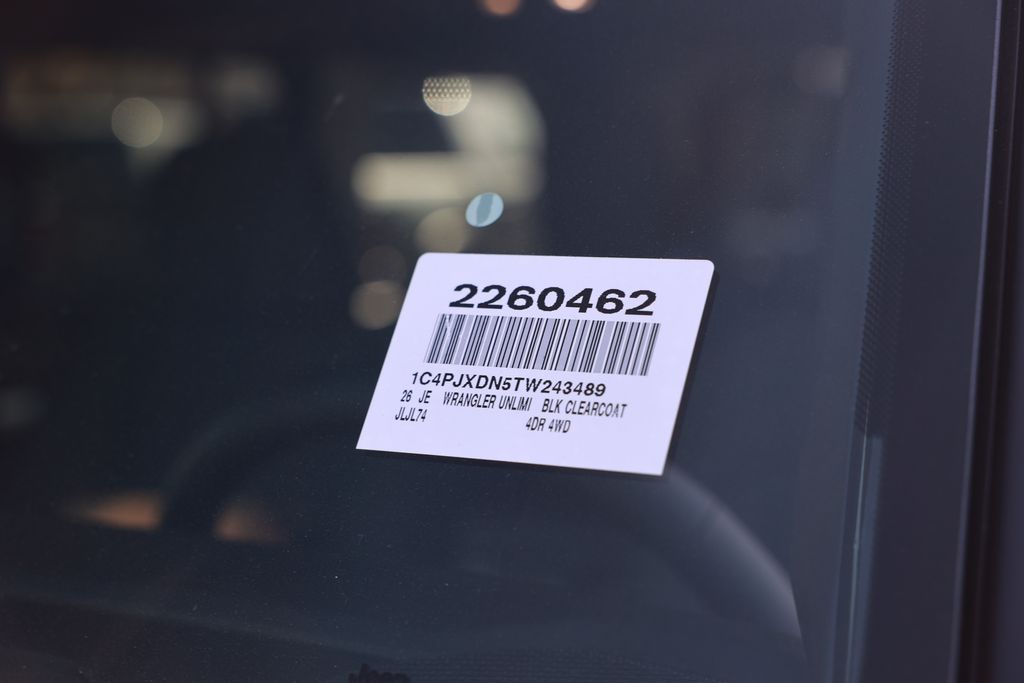 2260462
1C4PJXDN5TW243489
26 JE WRANGLER UNLIMI BLK CLEARCOAT
JLJL74 4DR 4WD